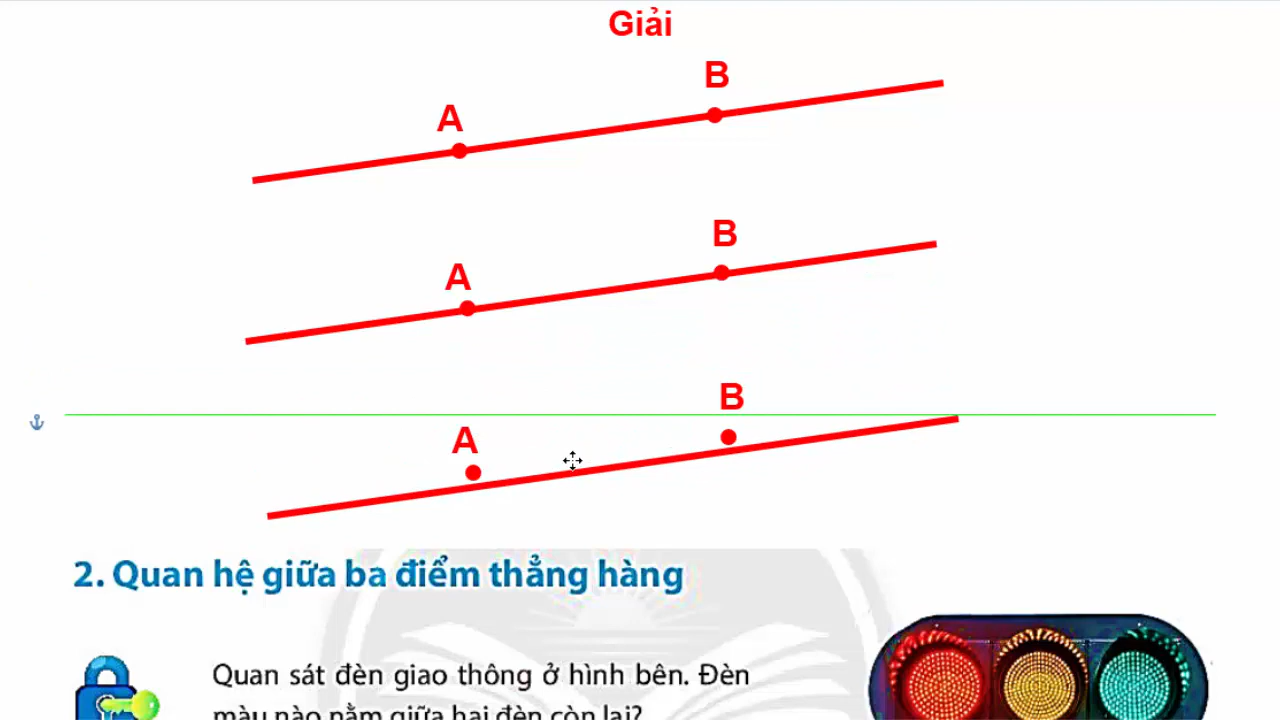 Giải
B
A
B
A
B
A
2. Quan hệ giữa ba điểm thẳng hàng
Quan sát đèn giao thông ở hình bên. Đèn
màu nào nằm giữa hai đèn còn lại?